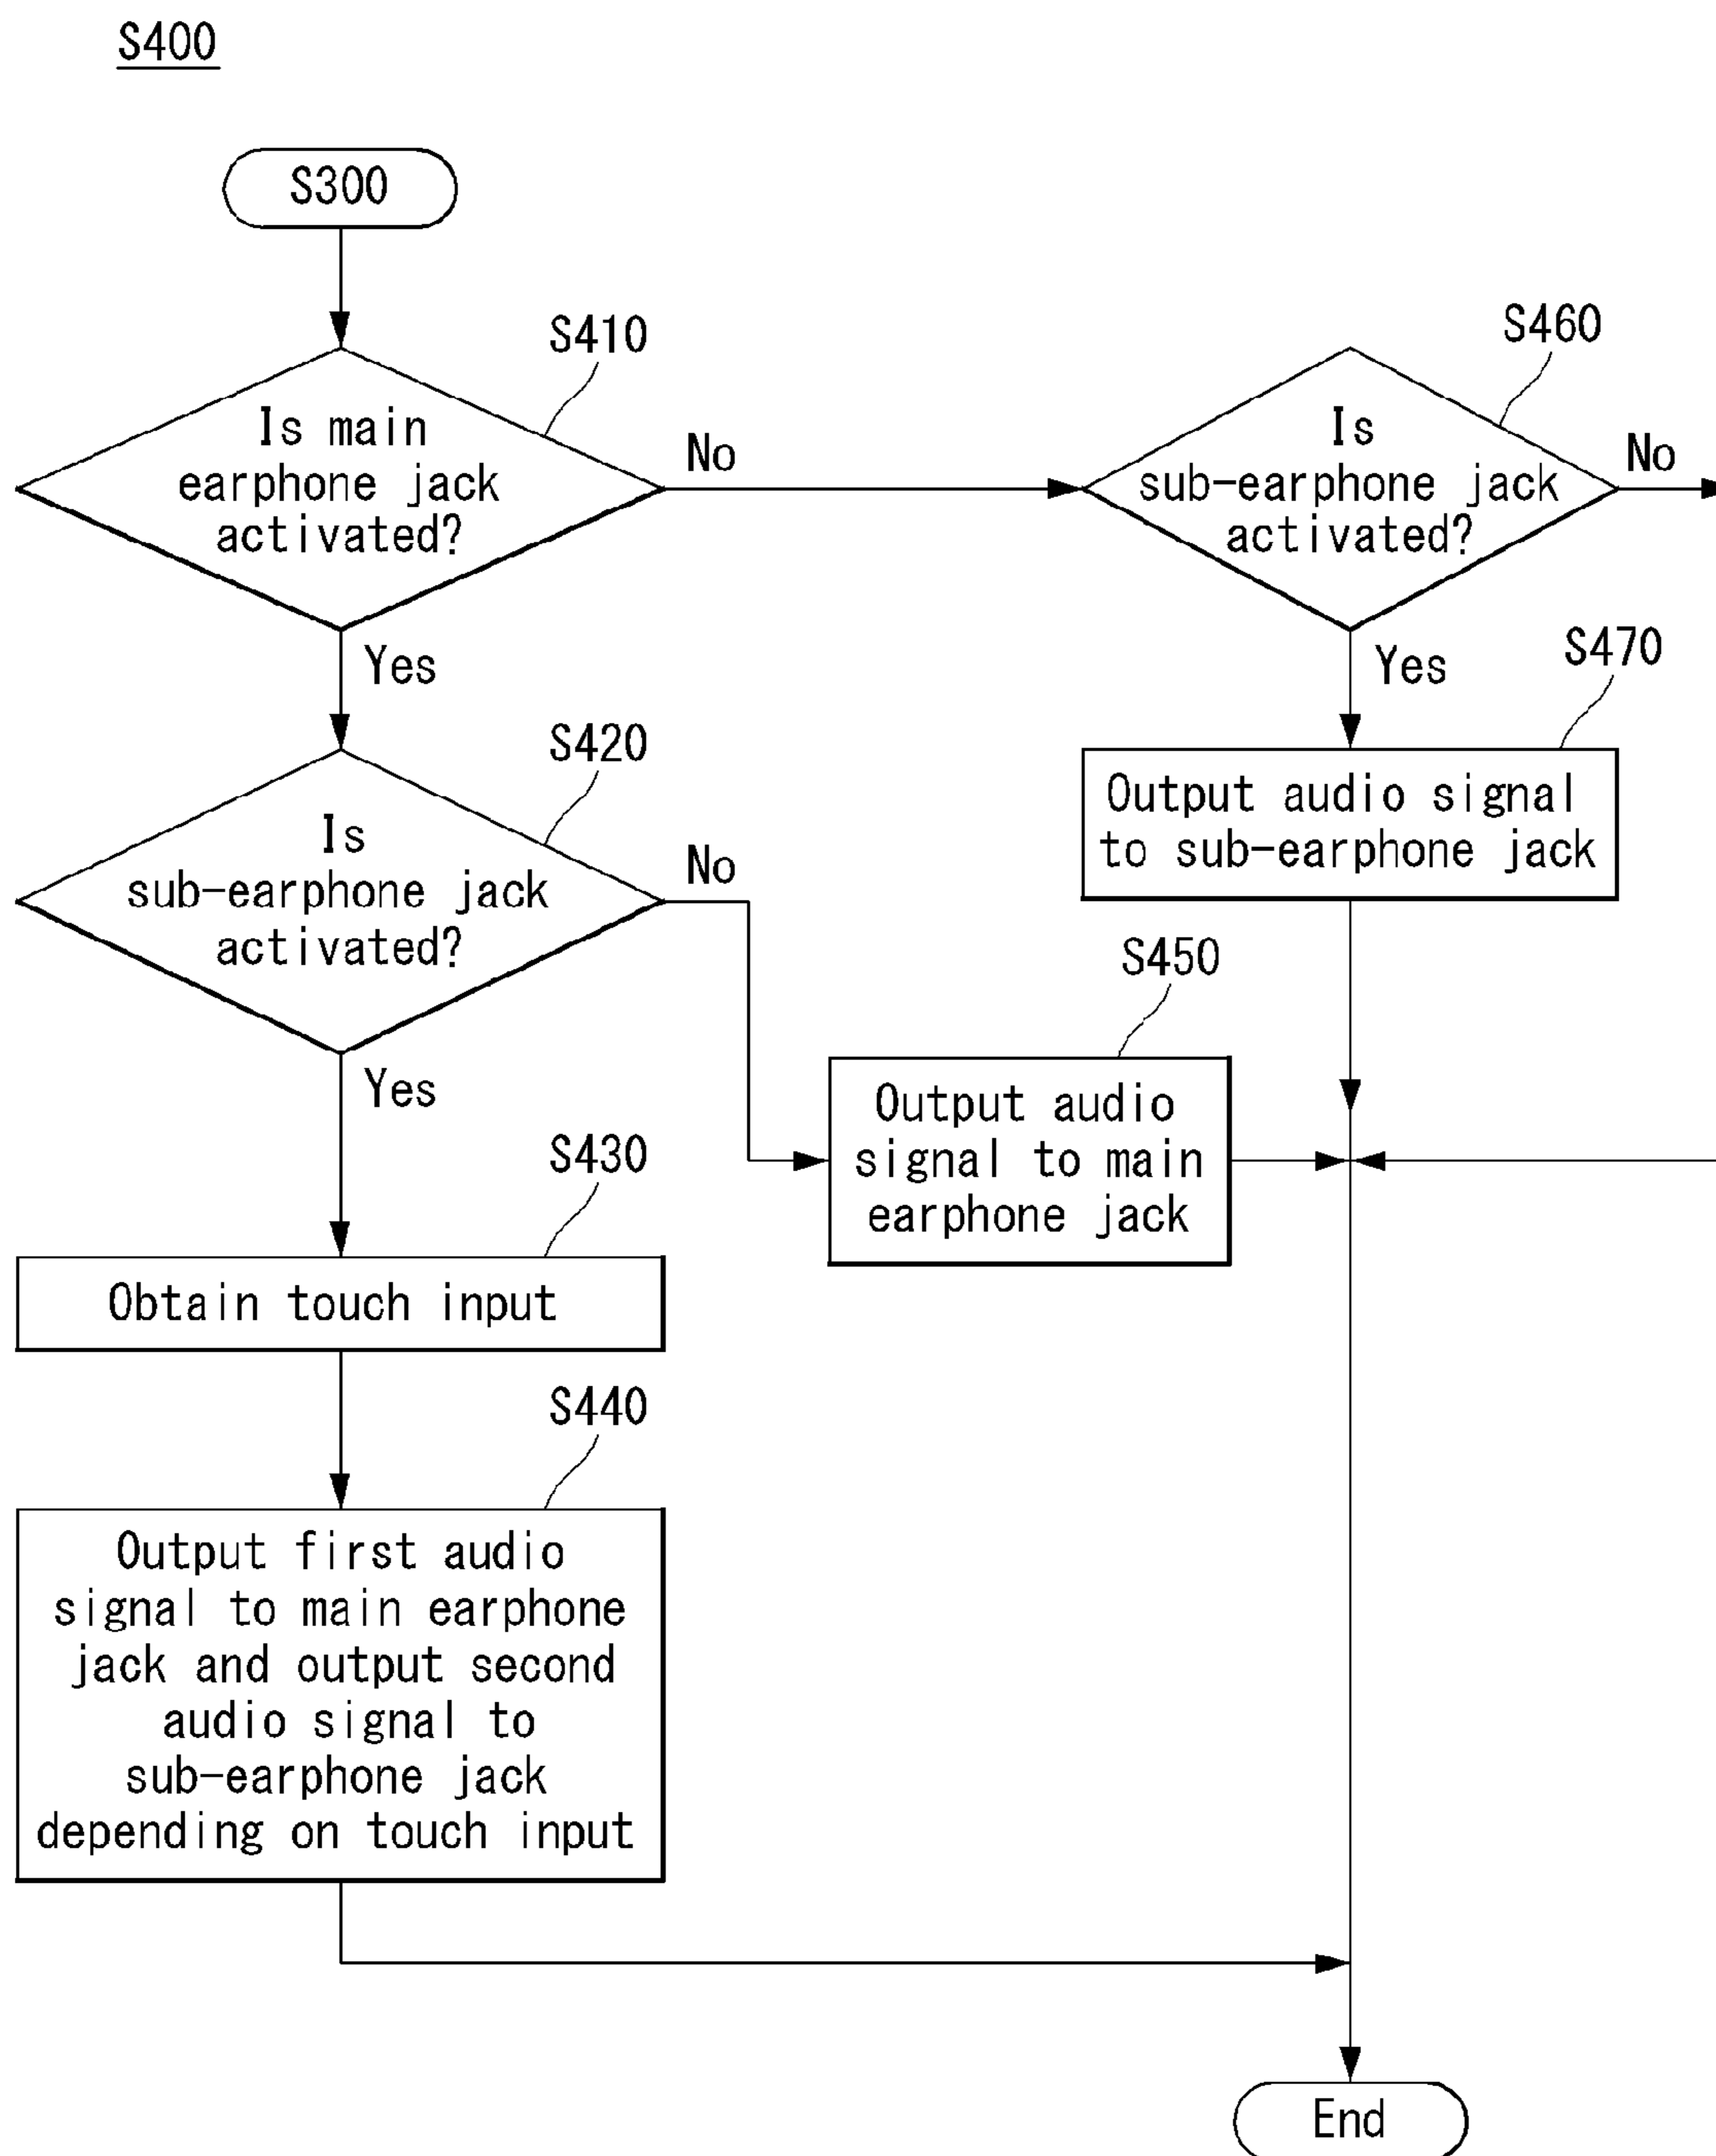 S400
S300
S410
Is main
earphone jack
activated?
No
S460
Is
sub-earphone jack
activated?
No
Yes
Yes
S420
Is
sub-earphone jack
activated?
No
S470
Output audio signal
to sub-earphone jack
Yes
S450
Output audio
signal to main
earphone jack
S430
Obtain touch input
S440
Output first audio
signal to main earphone
jack and output second
audio signal to
sub-earphone jack
depending on touch input
End